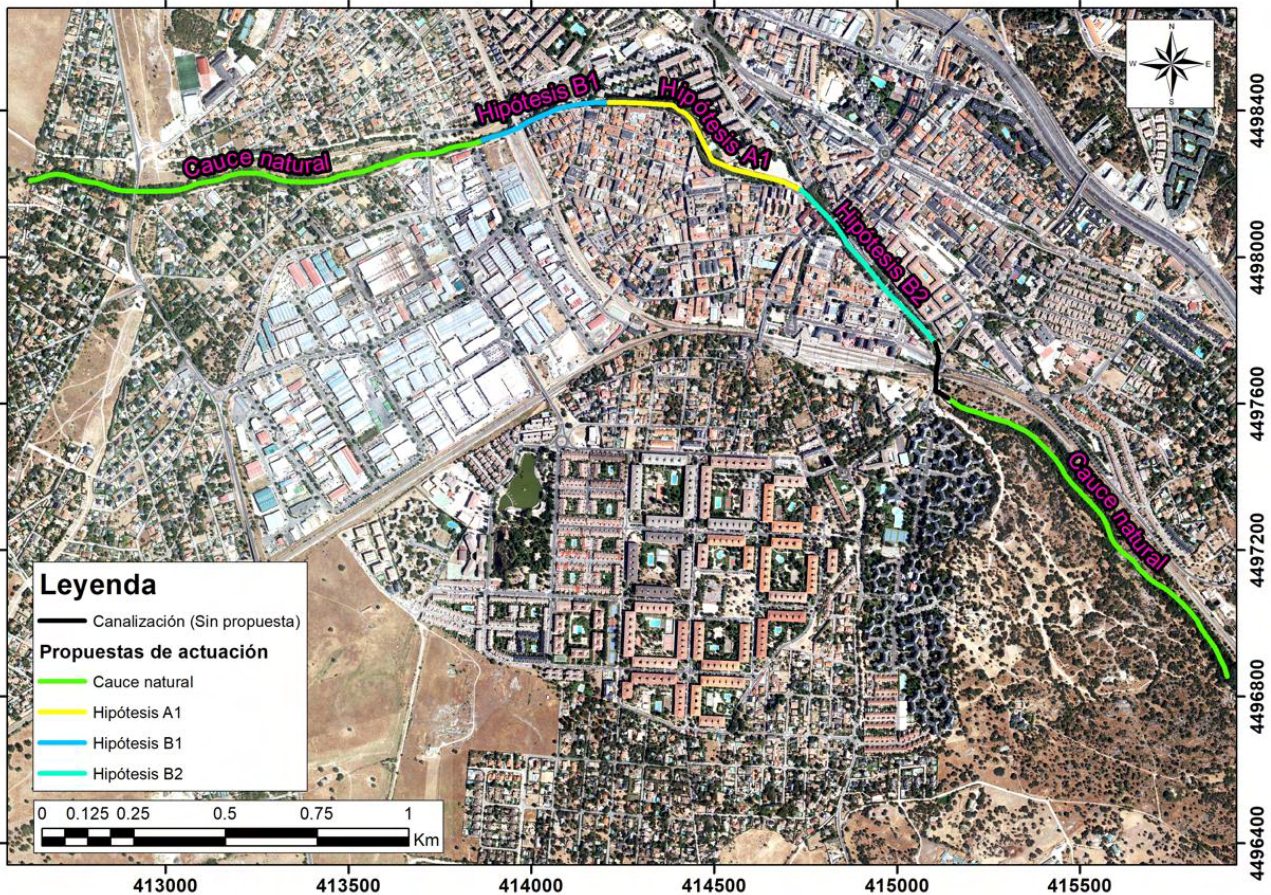 N
W E
S
Hipótesis B1
Hipótesis A1
Cauce natural
Hipótesis B2
Cauce natural
4498400
4498000
4497600
4497200
4496800
4496400
Leyenda
Canalización (Sin propuesta)
Propuestas de actuación
Cauce natural
Hipótesis A1
Hipótesis B1
Hipótesis B2
0 0.125 0.25 0.5 0.75 1
Km
413000 413500 414000 414500 415000 415500